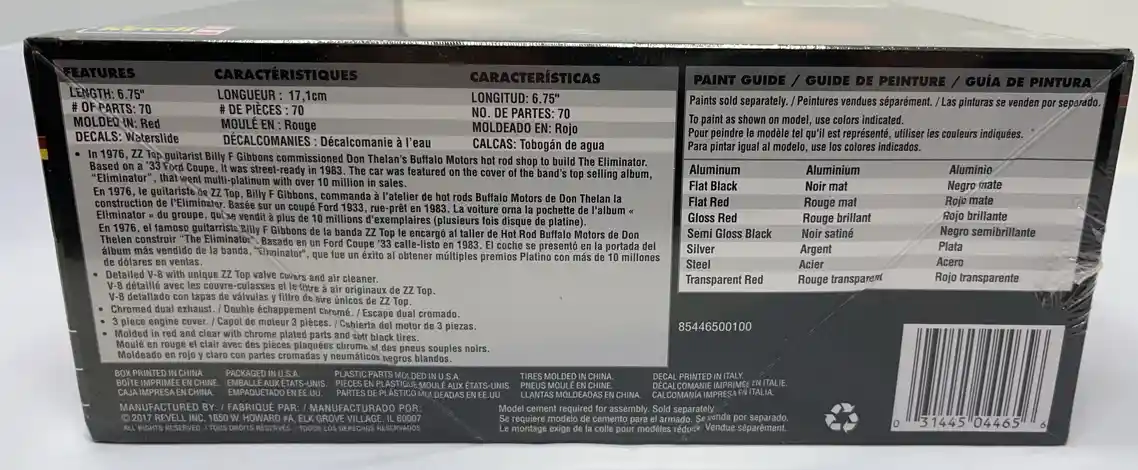 Revell
FEATURES CARACTÉRISTIQUES CARACTERÍSTICAS
LENGTH: 6.75" LONGUEUR : 17,1cm LONGITUD: 6.75"
# OF PARTS: 70 # DE PIÈCES : 70 NO. DE PARTES: 70
MOLDED IN: Red MOULÉ EN : Rouge MOLDEADO EN: Rojo
DECALS: Waterslide DÉCALCOMANIES : Décalcomanie à l'eau CALCAS: Tobogán de agua
• In 1976, ZZ Top guitarist Billy F Gibbons commissioned Don Thelan's Buffalo Motors hot rod shop to build The Eliminator.
Based on a '33 Ford Coupe, it was street-ready in 1983. The car was featured on the cover of the band's top selling album,
"Eliminator", that went multi-platinum with over 10 million in sales.
En 1976, le guitariste de ZZ Top, Billy F Gibbons, commanda à l'atelier de hot rods Buffalo Motors de Don Thelan la
construction de l'Eliminator. Basée sur un coupé Ford 1933, rue-prêt en 1983. La voiture orna la pochette de l'album «
Eliminator » du groupe, qui se vendit à plus de 10 millions d'exemplaires (plusieurs fois disque de platine).
En 1976, el famoso guitarrista Billy F Gibbons de la banda ZZ Top le encargó al taller de Hot Rod Buffalo Motors de Don
Thelen construir "The Eliminator". Basado en un Ford Coupe '33 calle-listo en 1983. El coche se presentó en la portada del
álbum más vendido de la banda, "Eliminator", que fue un éxito al obtener múltiples premios Platino con más de 10 millones
de dólares en ventas.
• Detailed V-8 with unique ZZ Top valve covers and air cleaner.
V-8 détaillé avec les couvre-culasses et le filtre à air originaux de ZZ Top.
V-8 detallado con tapas de válvulas y filtro de aire únicos de ZZ Top.
• Chromed dual exhaust. / Double échappement chromé. / Escape dual cromado.
• 3 piece engine cover. / Capot de moteur 3 pièces. / Cubierta del motor de 3 piezas.
• Molded in red and clear with chrome plated parts and soft black tires.
Moulé en rouge et clair avec des pièces plaquées chrome et des pneus souples noirs.
Moldeado en rojo y claro con partes cromadas y neumáticos negros blandos.
BOX PRINTED IN CHINA. PACKAGED IN U.S.A. PLASTIC PARTS MOLDED IN U.S.A. TIRES MOLDED IN CHINA. DECAL PRINTED IN ITALY.
BOÎTE IMPRIMÉE EN CHINE. EMBALLÉ AUX ÉTATS-UNIS. PIÈCES EN PLASTIQUE MOULÉ AUX ÉTATS-UNIS. PNEUS MOULÉ EN CHINE. DÉCALCOMANIE IMPRIMÉE EN ITALIE.
CAJA IMPRESA EN CHINA. EMPAQUETADO EN EE.UU. PARTES DE PLÁSTICO MOLDEADAS EN EE.UU. LLANTAS MOLDEADAS EN CHINA. CALCOMANÍA IMPRESA EN ITALIA.
MANUFACTURED BY: / FABRIQUÉ PAR: / MANUFACTURADO POR:
© 2017 REVELL INC. 1850 W. HOWARD #A, ELK GROVE VILLAGE, IL 60007
ALL RIGHTS RESERVED. / TOUS DROITS RÉSERVÉS. / TODOS LOS DERECHOS RESERVADOS.
Model cement required for assembly. Sold separately.
Se requiere modelo de cemento para el armado. Se vende por separado.
Le montage exige de la colle pour modèles réduits. Vendue séparément.
PAINT GUIDE / GUIDE DE PEINTURE / GUÍA DE PINTURA
Paints sold separately. / Peintures vendues séparément. / Las pinturas se venden por separado.
To paint as shown on model, use colors indicated.
Pour peindre le modèle tel qu'il est représenté, utiliser les couleurs indiquées.
Para pintar igual al modelo, use los colores indicados.
Aluminum Aluminium Aluminio
Flat Black Noir mat Negro mate
Flat Red Rouge mat Rojo mate
Gloss Red Rouge brillant Rojo brillante
Semi Gloss Black Noir satiné Negro semibrillante
Silver Argent Plata
Steel Acier Acero
Transparent Red Rouge transparent Rojo transparente
85446500100
0 31445 04465 6